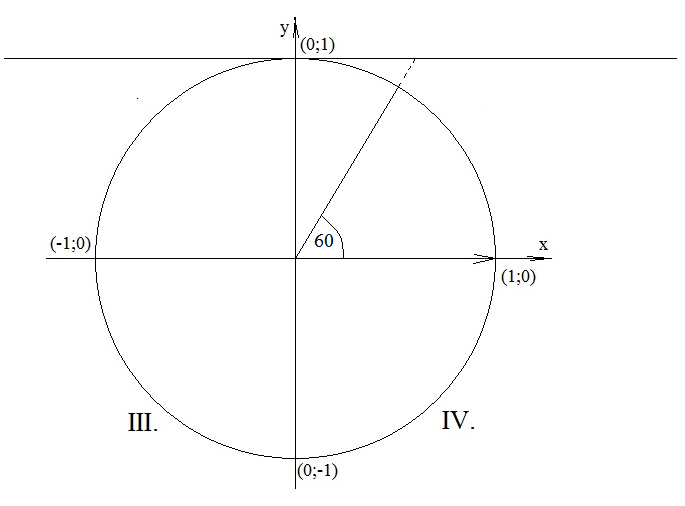 y
(0;1)
(-1;0)
60
x
(1;0)
III.
IV.
(0;-1)